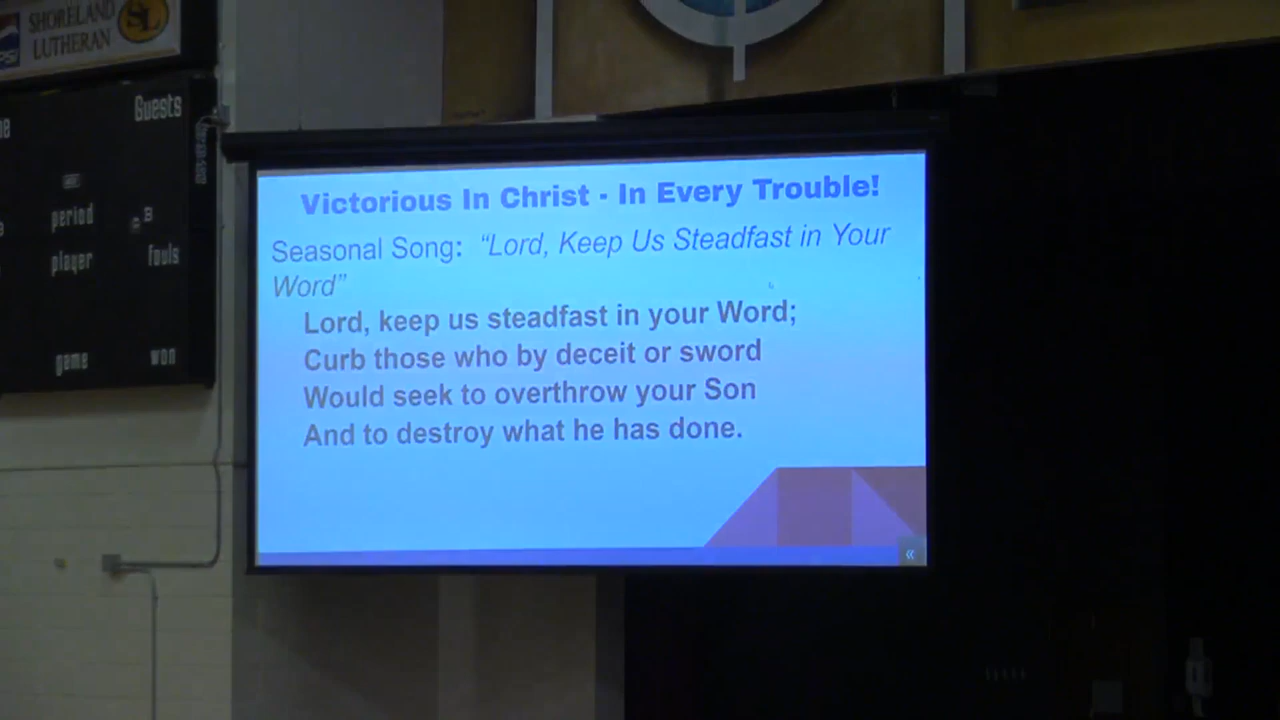 SHORELAND
LUTHERAN
Guests
period
B
player
fouls
game
won
Victorious In Christ - In Every Trouble!
Seasonal Song: “Lord, Keep Us Steadfast in Your
Word”
Lord, keep us steadfast in your Word;
Curb those who by deceit or sword
Would seek to overthrow your Son
And to destroy what he has done.
«